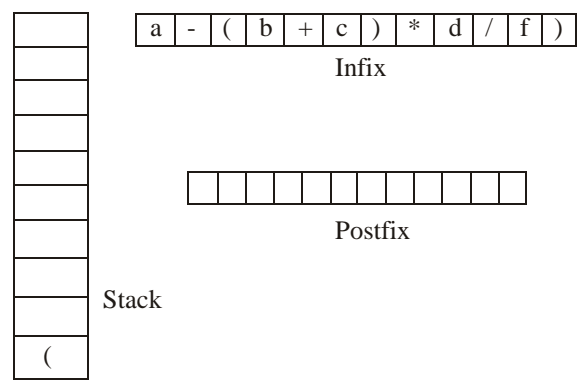 a - ( b + c ) * d / f )
Infix
Postfix
Stack
(